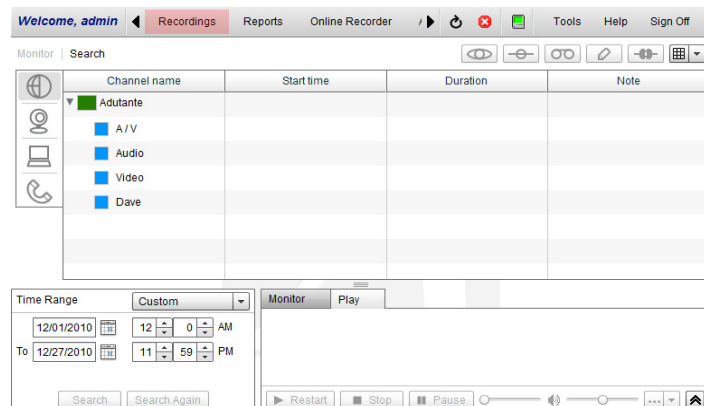 Welcome, admin Recordings Reports Online Recorder Tools Help Sign Off
Monitor Search
Channel name Start time Duration Note
Adutante
A / V
Audio
Video
Dave
Time Range Custom
12/01/2010 12 0 AM
To 12/27/2010 11 59 PM
Search Search Again
Monitor Play
Restart Stop Pause ...